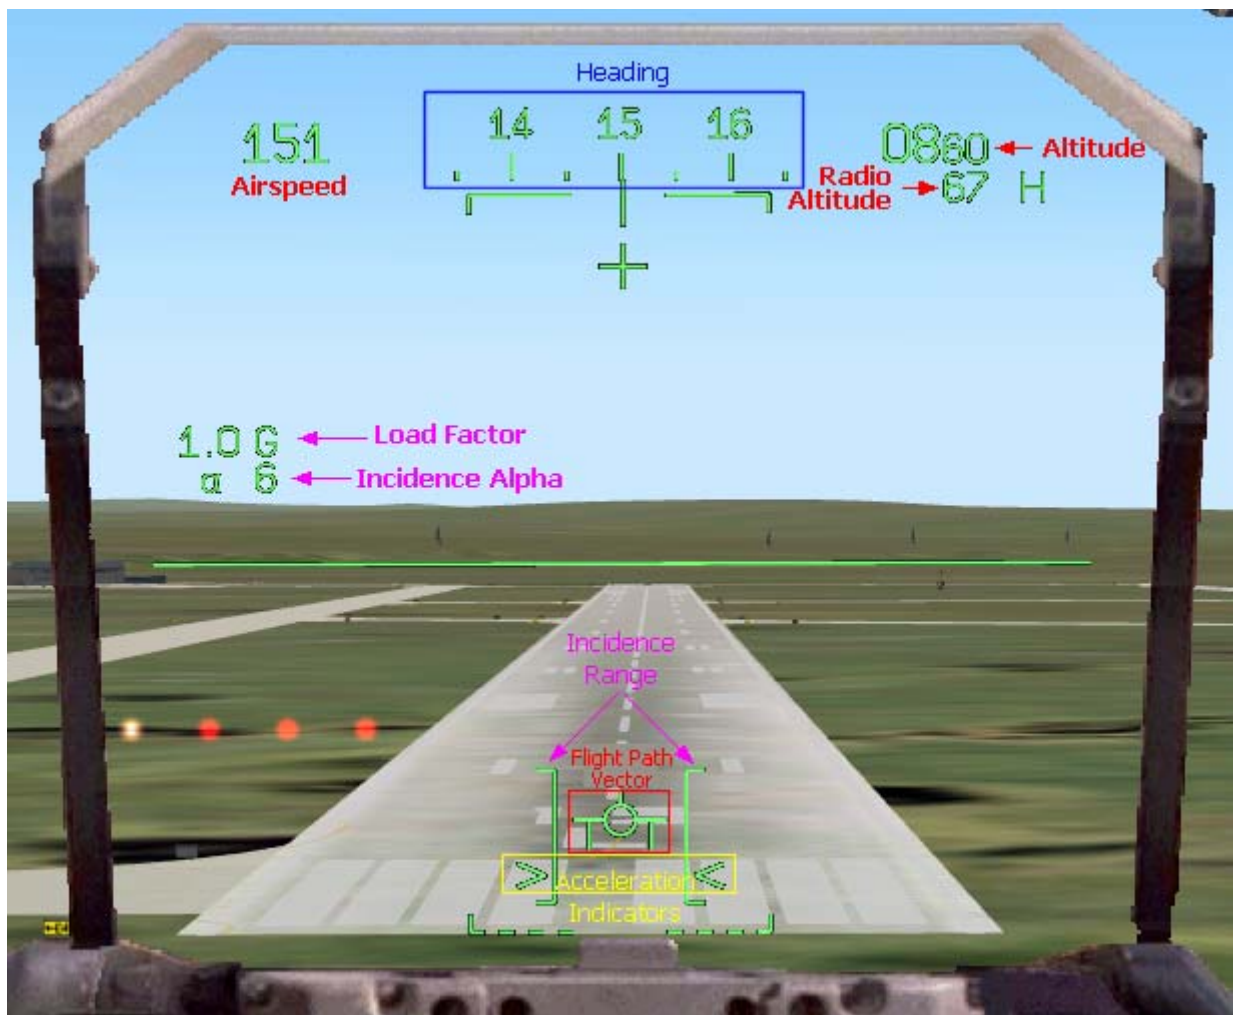 Heading
14 15 16
151
Airspeed
0860
Altitude
Radio
Altitude
67 H
1.0 G
Load Factor
α 6
Incidence Alpha
Incidence
Range
Flight Path
Vector
> Acceleration <
Indicators